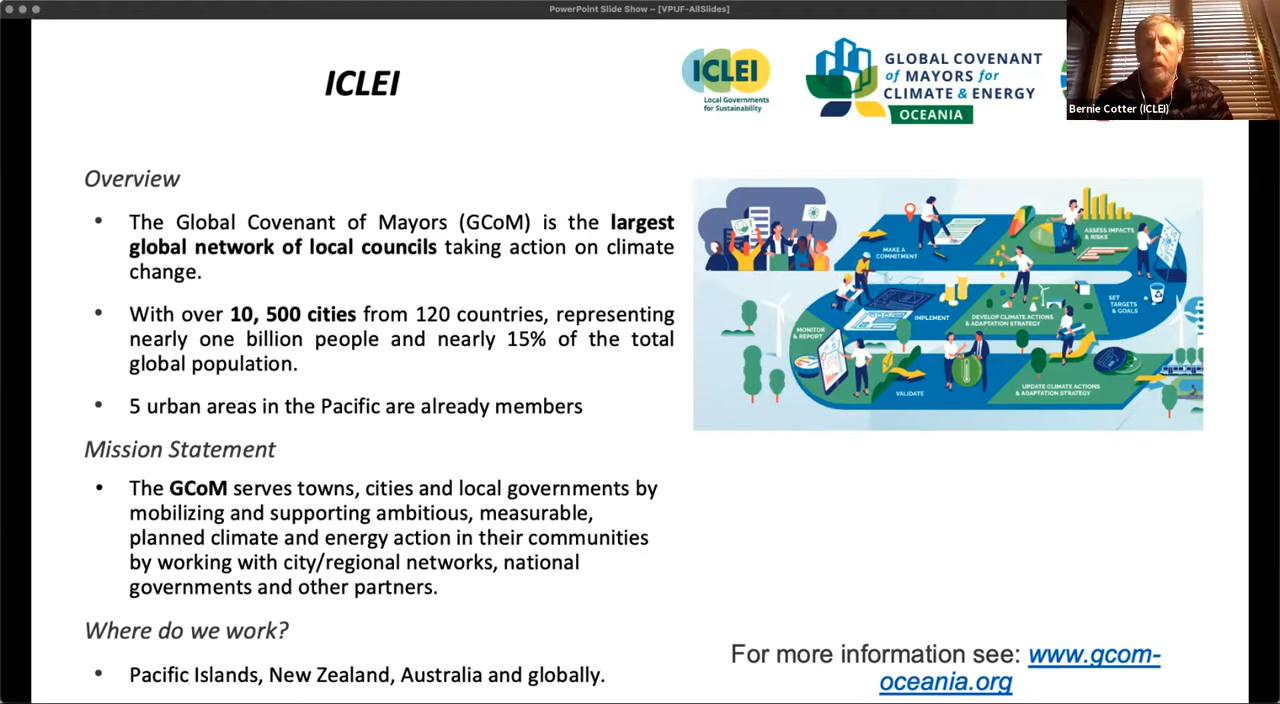 PowerPoint Slide Show – [VPUF-AllSlides]
ICLEI
ICLEI
Local Governments
for Sustainability
GLOBAL COVENANT
of MAYORS for
CLIMATE & ENERGY
OCEANIA
Bernie Cotter (ICLEI)
Overview
• The Global Covenant of Mayors (GCoM) is the largest
global network of local councils taking action on climate
change.
• With over 10, 500 cities from 120 countries, representing
nearly one billion people and nearly 15% of the total
global population.
• 5 urban areas in the Pacific are already members
Mission Statement
• The GCoM serves towns, cities and local governments by
mobilizing and supporting ambitious, measurable,
planned climate and energy action in their communities
by working with city/regional networks, national
governments and other partners.
Where do we work?
• Pacific Islands, New Zealand, Australia and globally.
MAKE A
COMMITMENT
ASSESS IMPACTS
& RISKS
SET
TARGETS
& GOALS
DEVELOP CLIMATE ACTIONS
& ADAPTATION STRATEGY
IMPLEMENT
MONITOR
& REPORT
VALIDATE
UPDATE CLIMATE ACTIONS
& ADAPTATION STRATEGY
For more information see: www.gcom-
oceania.org